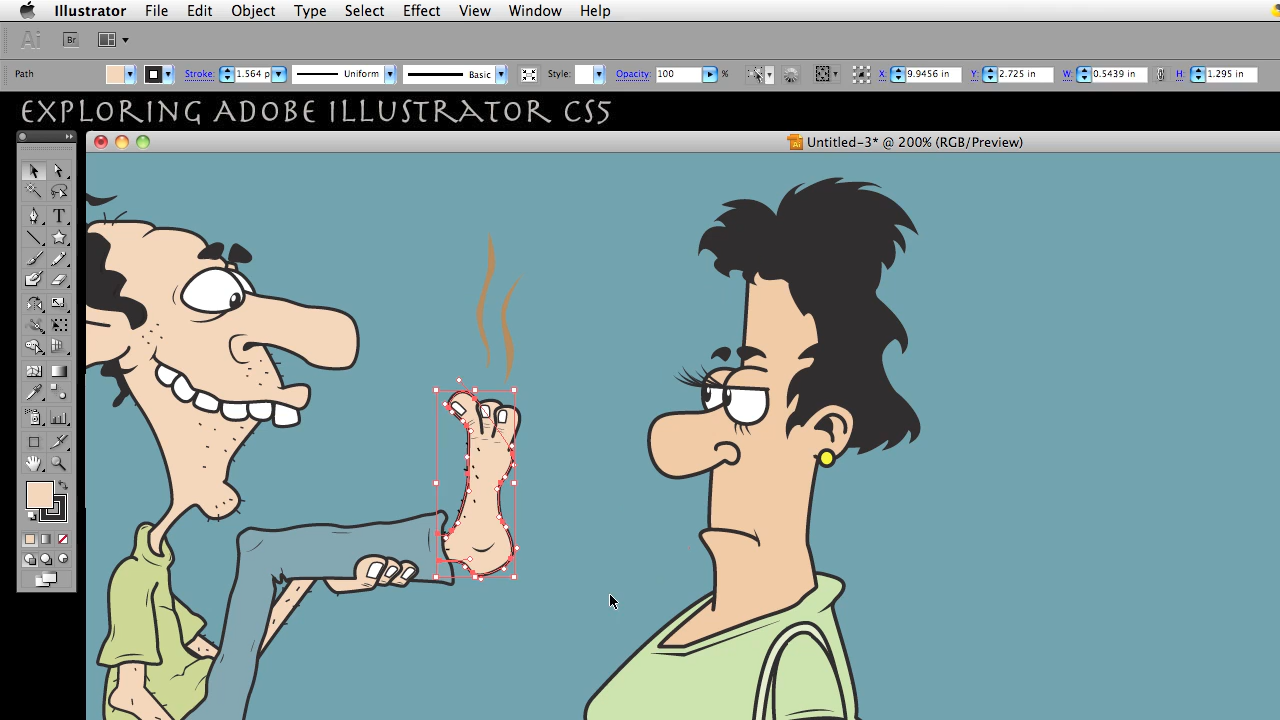 Illustrator File Edit Object Type Select Effect View Window Help
Ai Br
Path Stroke: 1.564 p Uniform Basic Style: Opacity: 100 % X: 9.9456 in Y: 2.725 in W: 0.5439 in H: 1.295 in
EXPLORING ADOBE ILLUSTRATOR CS5
Untitled-3* @ 200% (RGB/Preview)
T